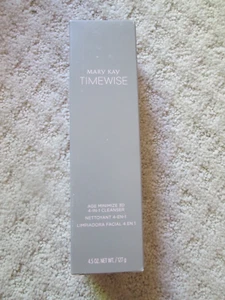 MARY KAY
TIMEWISE
AGE MINIMIZE 3D
4-IN-1 CLEANSER
NETTOYANT 4-EN-1
LIMPIADORA FACIAL 4-EN-1
4.5 OZ. NET WT. / 127 g